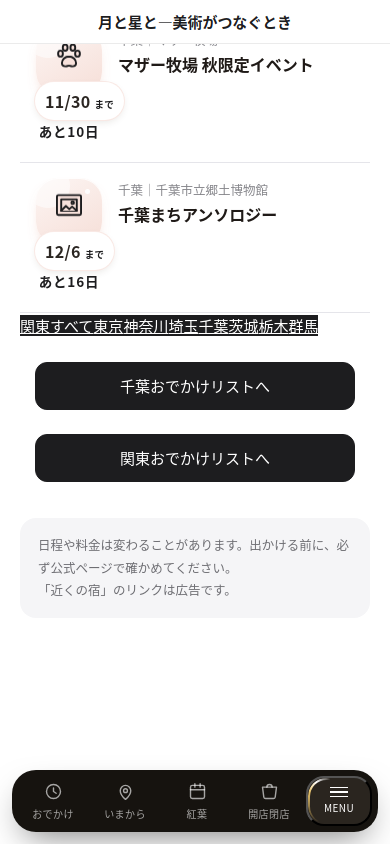 月と星と—美術がつなぐとき
マザー牧場 秋限定イベント
11/30 まで
あと10日
千葉｜千葉市立郷土博物館
千葉まちアンソロジー
12/6 まで
あと16日
関東すべて東京神奈川埼玉千葉茨城栃木群馬
千葉おでかけリストへ
関東おでかけリストへ
日程や料金は変わることがあります。出かける前に、必
ず公式ページで確かめてください。
「近くの宿」のリンクは広告です。
おでかけ
いまから
紅葉
開店閉店
MENU